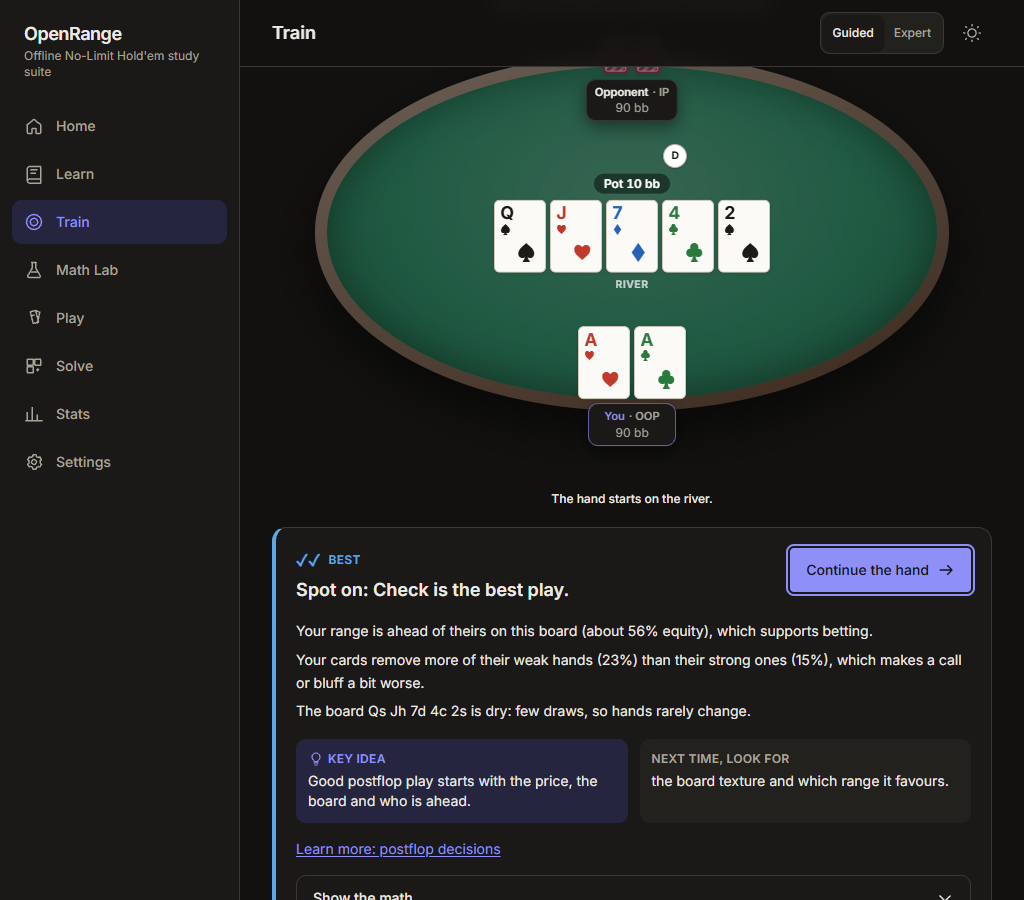 OpenRange
Offline No-Limit Hold'em study
suite
Home
Learn
Train
Math Lab
Play
Solve
Stats
Settings
Train
Guided
Expert
Opponent · IP
90 bb
D
Pot 10 bb
Q
J
7
4
2
RIVER
A
A
You · OOP
90 bb
The hand starts on the river.
BEST
Continue the hand
Spot on: Check is the best play.
Your range is ahead of theirs on this board (about 56% equity), which supports betting.
Your cards remove more of their weak hands (23%) than their strong ones (15%), which makes a call
or bluff a bit worse.
The board Qs Jh 7d 4c 2s is dry: few draws, so hands rarely change.
KEY IDEA
Good postflop play starts with the price, the
board and who is ahead.
NEXT TIME, LOOK FOR
the board texture and which range it favours.
Learn more: postflop decisions
Show the math